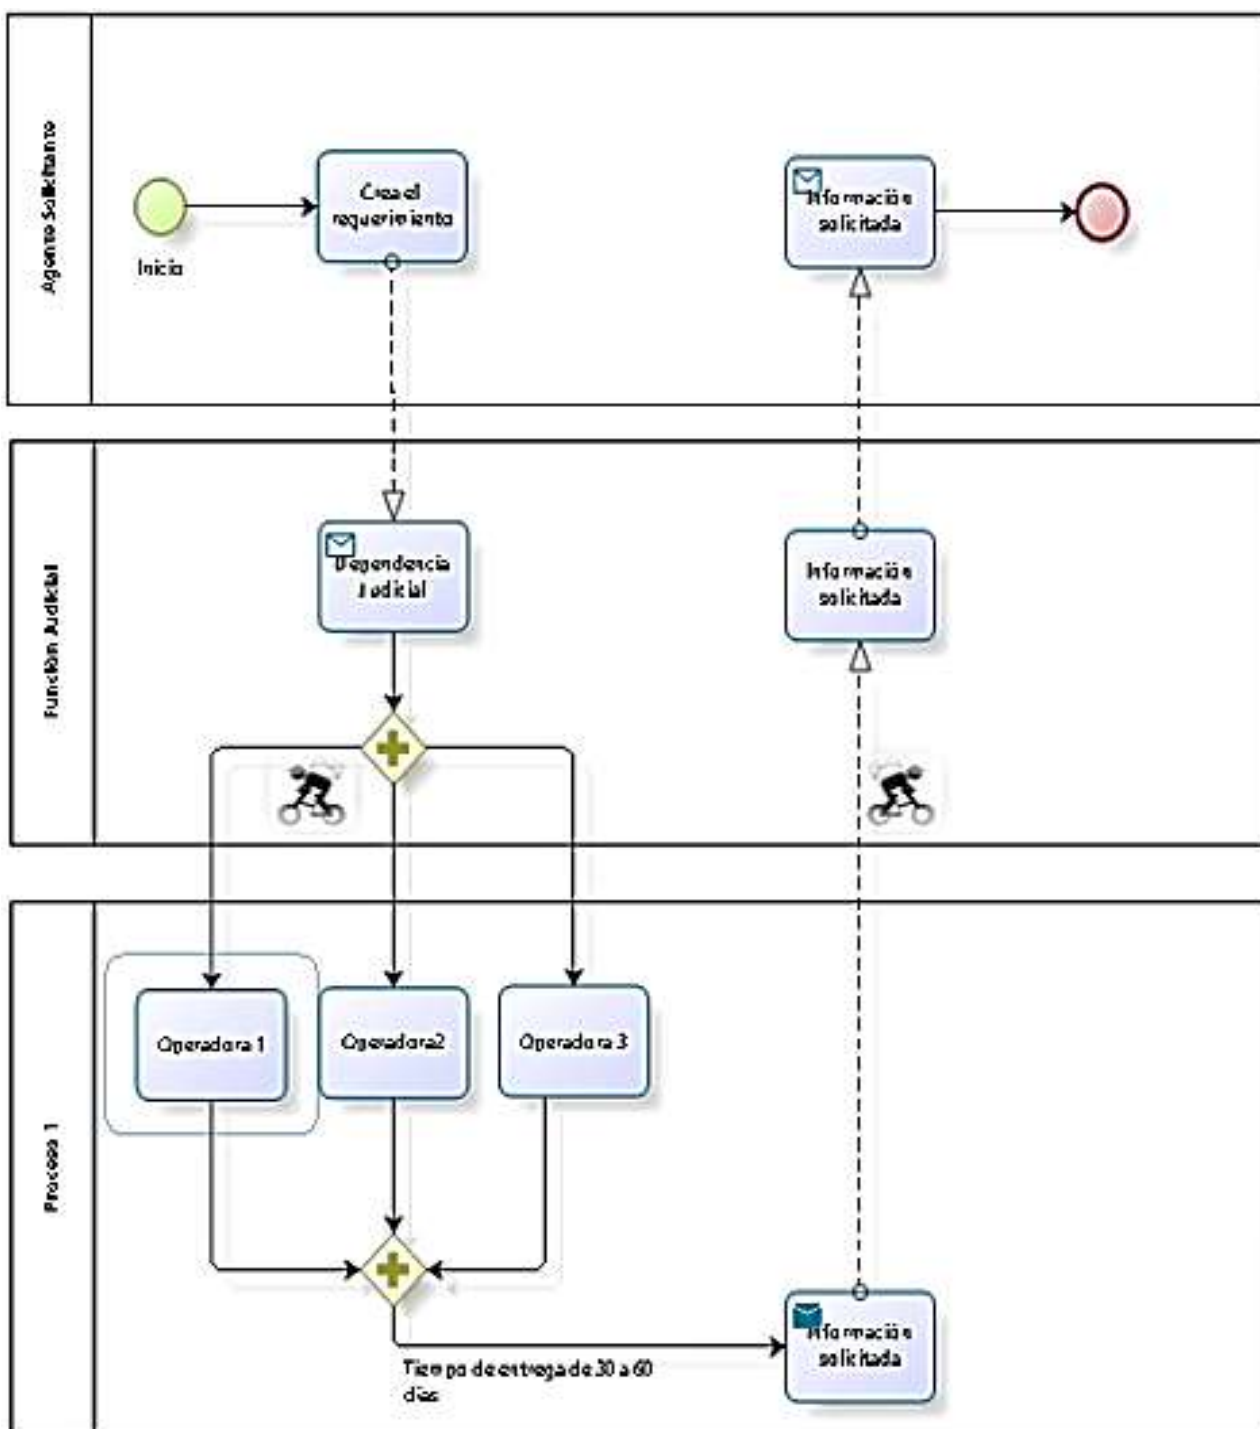 Agente Solicitante
Inicio
Crea el
requerimiento
Información
solicitada
Función Judicial
Dependencia
Judicial
Información
solicitada
Process 1
Operadora 1
Operadora2
Operadora 3
Tiempo de entrega de 30 a 60
días
Información
solicitada